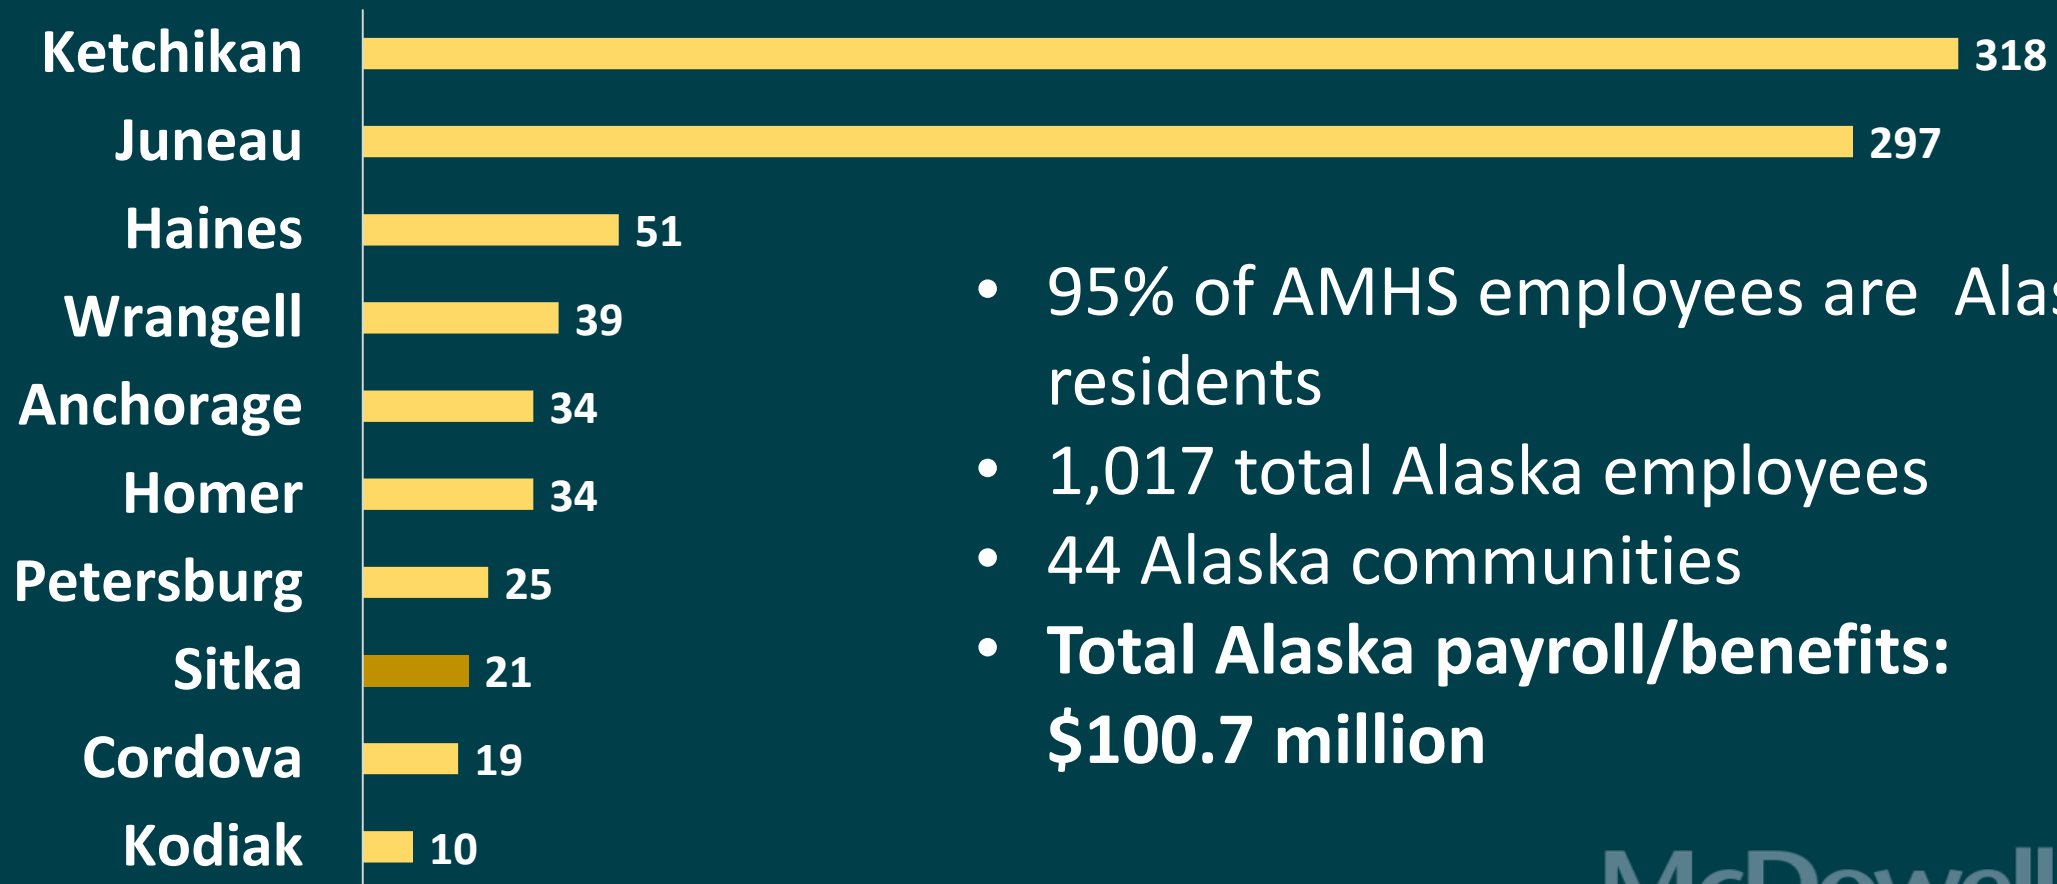 Ketchikan 318
Juneau 297
Haines 51
Wrangell 39
Anchorage 34
Homer 34
Petersburg 25
Sitka 21
Cordova 19
Kodiak 10
• 95% of AMHS employees are
residents
• 1,017 total Alaska employees
• 44 Alaska communities
• Total Alaska payroll/benefits:
$100.7 million
McDowell